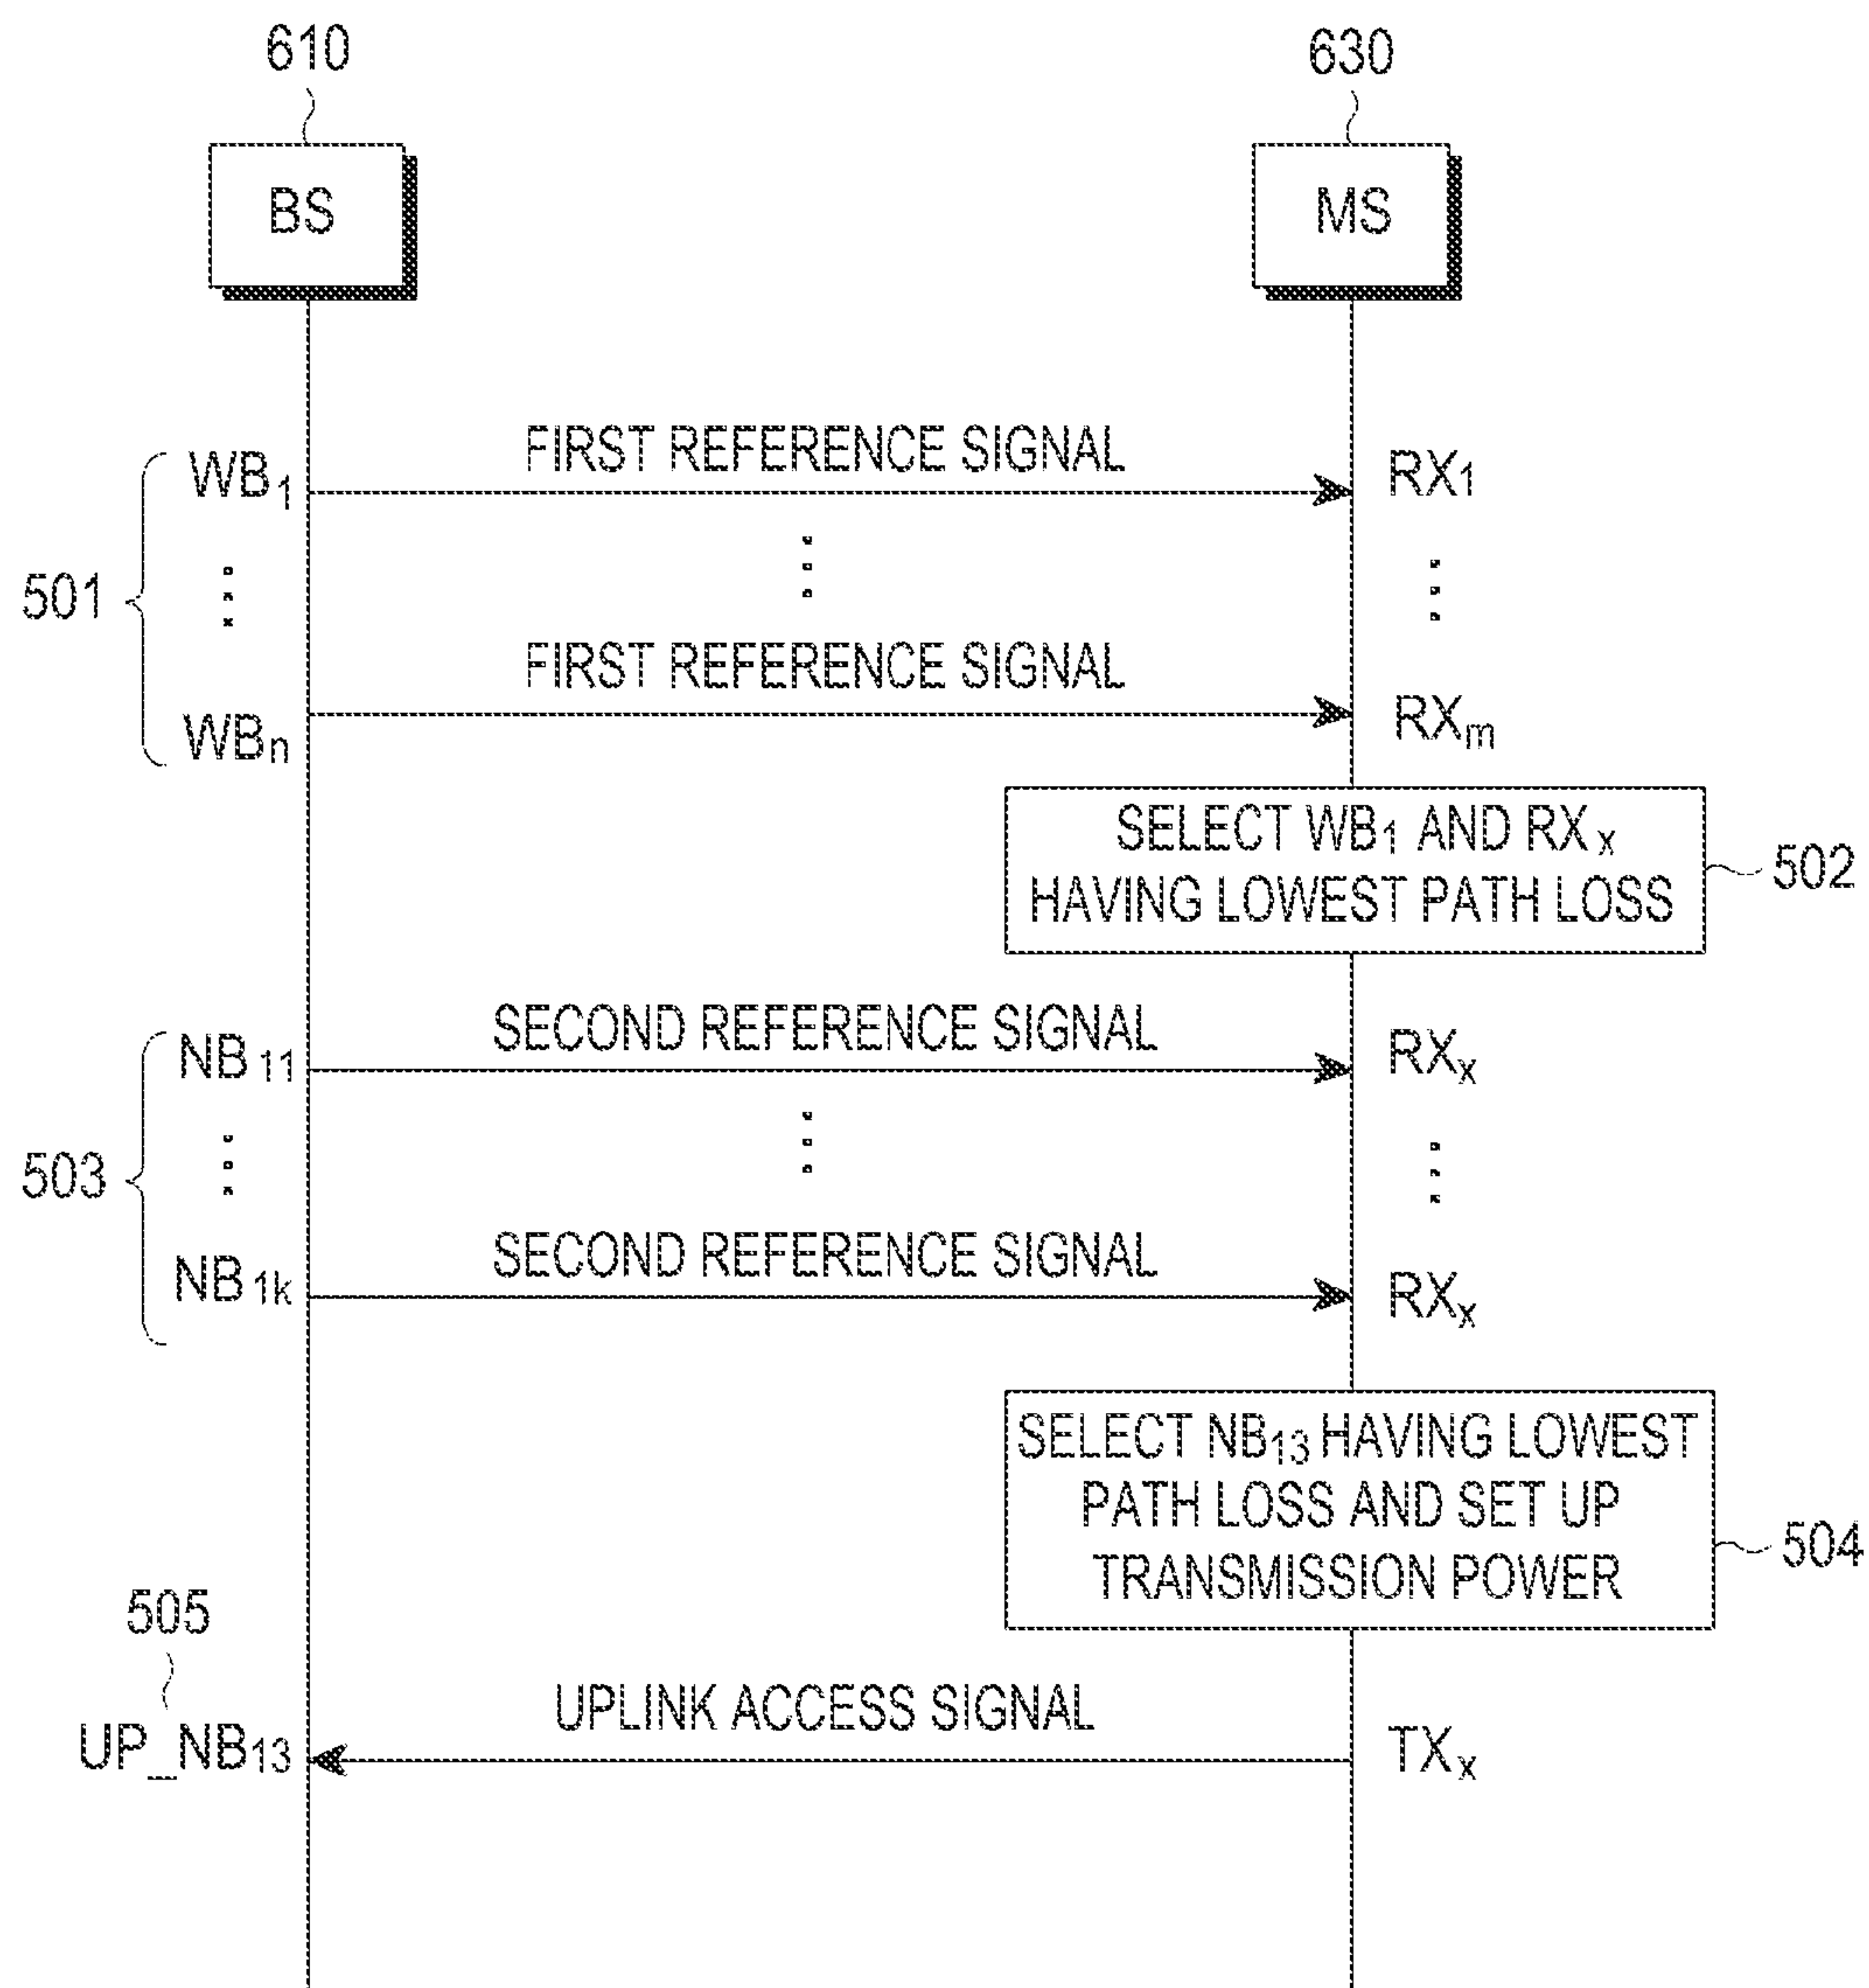 610
630
BS
MS
FIRST REFERENCE SIGNAL
WB1
RX1
501
FIRST REFERENCE SIGNAL
WBn
RXm
SELECT WB1 AND RXx
HAVING LOWEST PATH LOSS
502
SECOND REFERENCE SIGNAL
NB11
RXx
503
SECOND REFERENCE SIGNAL
NB1k
RXx
SELECT NB13 HAVING LOWEST
PATH LOSS AND SET UP
TRANSMISSION POWER
504
505
UPLINK ACCESS SIGNAL
UP_NB13
TXx